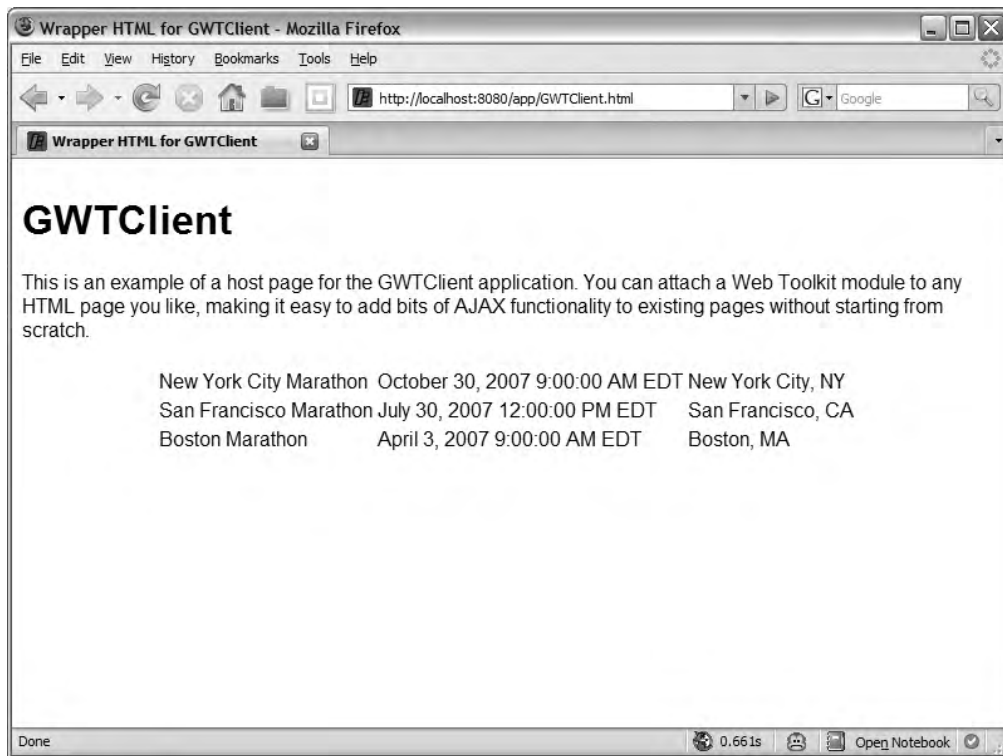 Wrapper HTML for GWTClient - Mozilla Firefox
File Edit View History Bookmarks Tools Help
http://localhost:8080/app/GWTClient.html G Google
Wrapper HTML for GWTClient
GWTClient
This is an example of a host page for the GWTClient application. You can attach a Web Toolkit module to any
HTML page you like, making it easy to add bits of AJAX functionality to existing pages without starting from
scratch.
New York City Marathon October 30, 2007 9:00:00 AM EDT New York City, NY
San Francisco Marathon July 30, 2007 12:00:00 PM EDT San Francisco, CA
Boston Marathon April 3, 2007 9:00:00 AM EDT Boston, MA
Done 0.661s Open Notebook